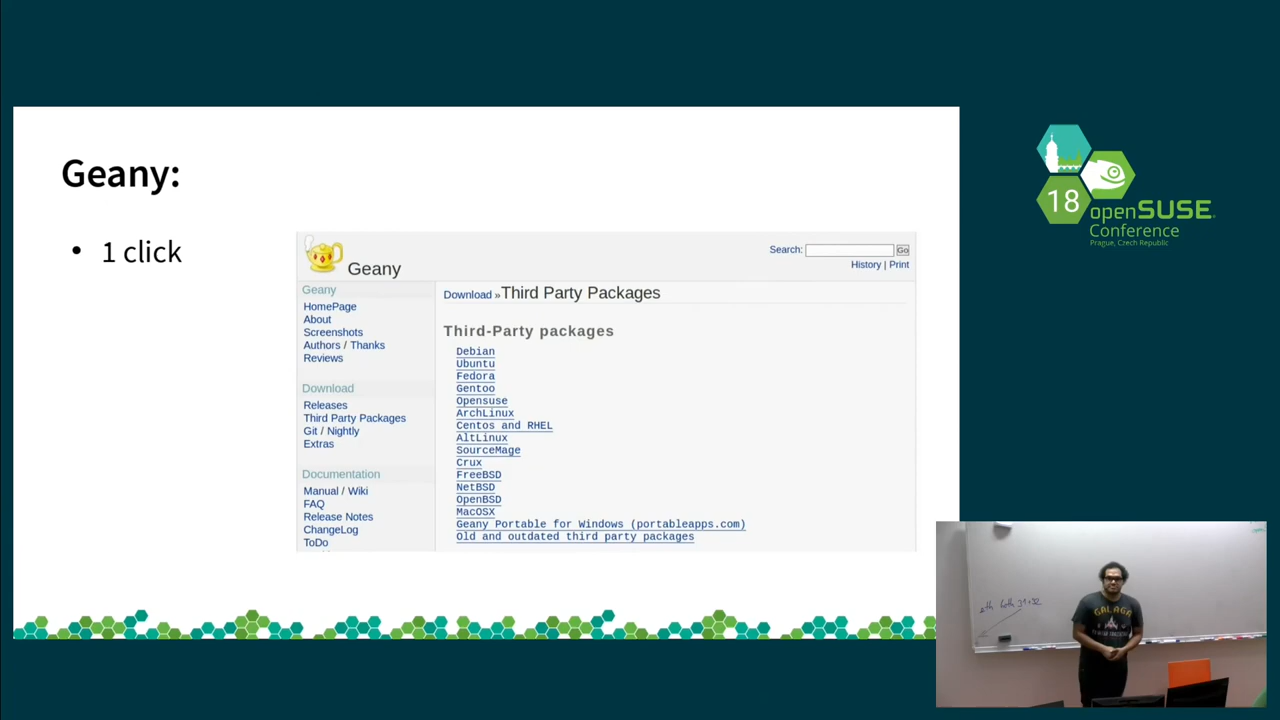 Geany:
• 1 click
Geany
Search:
Go
History | Print
Geany
HomePage
About
Screenshots
Authors / Thanks
Reviews
Download
Releases
Third Party Packages
Git / Nightly
Extras
Documentation
Manual / Wiki
FAQ
Release Notes
ChangeLog
ToDo
Download » Third Party Packages
Third-Party packages
Debian
Ubuntu
Fedora
Gentoo
Opensuse
ArchLinux
Centos and RHEL
AltLinux
SourceMage
Crux
FreeBSD
NetBSD
OpenBSD
MacOSX
Geany Portable for Windows (portableapps.com)
Old and outdated third party packages
18
openSUSE
Conference
Prague, Czech Republic
GALAGA